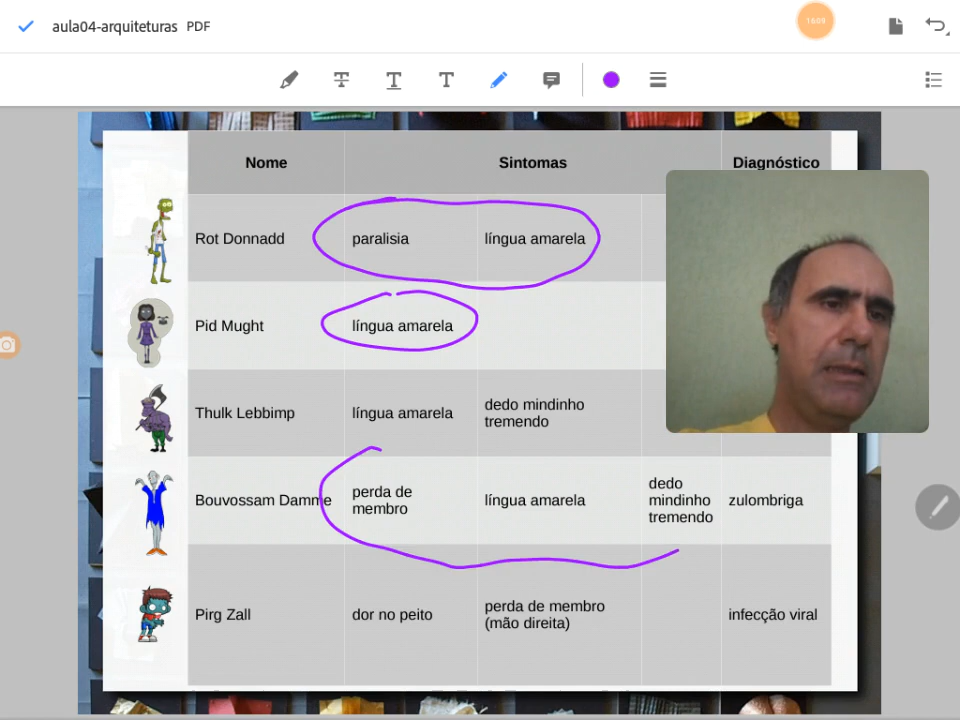 aula04-arquiteturas PDF
16:09
Nome Sintomas Diagnóstico
Rot Donnadd paralisia língua amarela
Pid Mught língua amarela
Thulk Lebbimp língua amarela dedo mindinho
tremendo
Bouvossam Damme perda de
membro língua amarela dedo
mindinho
tremendo zulombriga
Pirg Zall dor no peito perda de membro
(mão direita) infecção viral